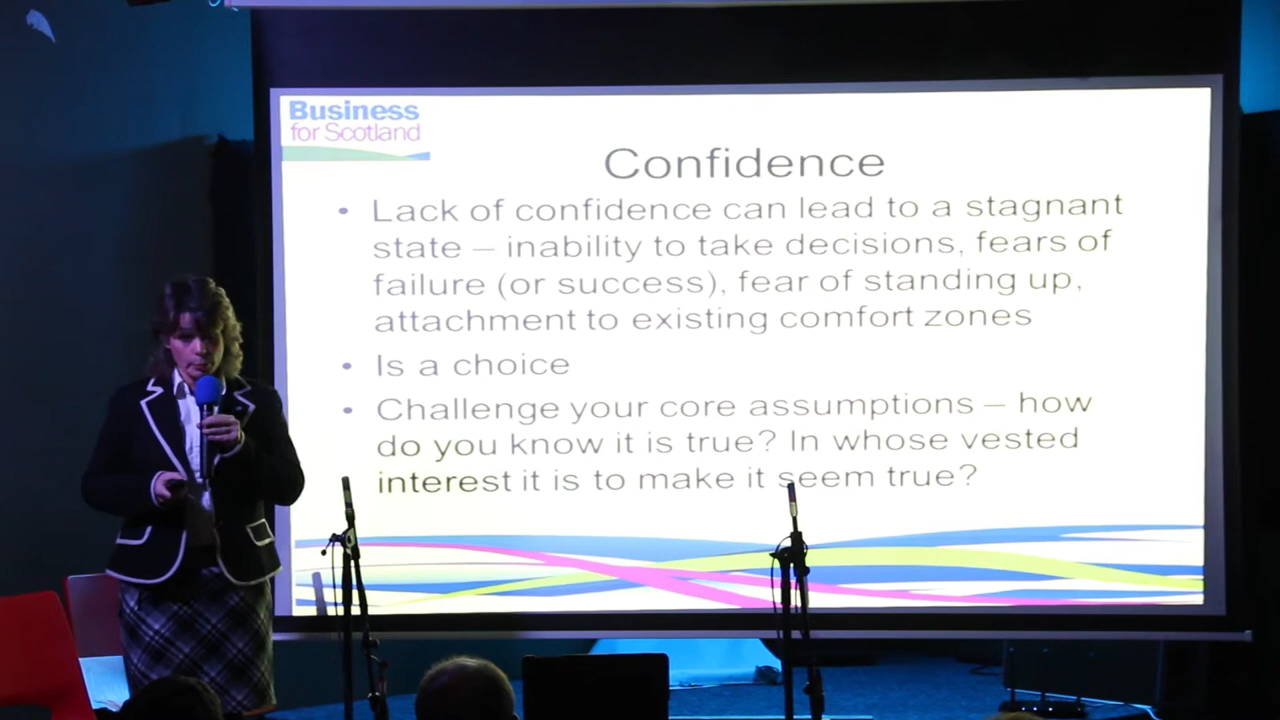 Business
for Scotland
Confidence
• Lack of confidence can lead to a stagnant
state – inability to take decisions, fears of
failure (or success), fear of standing up,
attachment to existing comfort zones
• Is a choice
• Challenge your core assumptions – how
do you know it is true? In whose vested
interest it is to make it seem true?